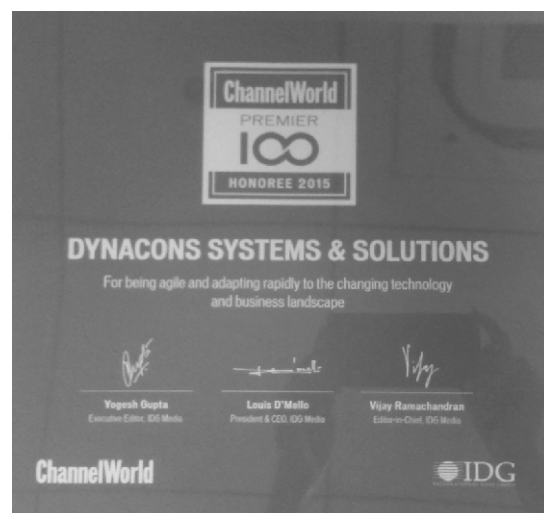 ChannelWorld
PREMIER
100
HONOREE 2015
DYNACONS SYSTEMS & SOLUTIONS
For being agile and adapting rapidly to the changing technology
and business landscape
Yogesh Gupta
Louis D'Mello
Vijay Ramachandran
Executive Editor, IDG Media
President & CEO, IDG Media
Editor-in-Chief, IDG Media
ChannelWorld
IDG